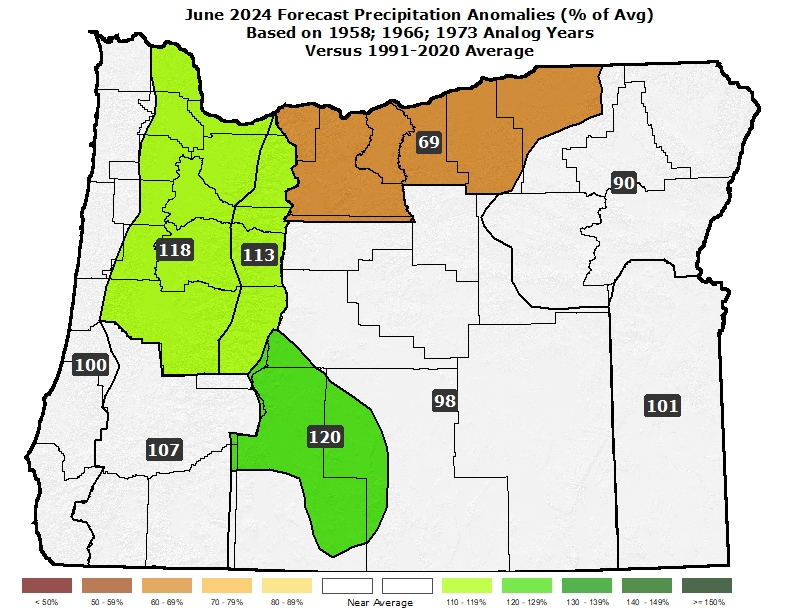 June 2024 Forecast Precipitation Anomalies (% of Avg)
Based on 1958; 1966; 1973 Analog Years
Versus 1991-2020 Average
69
90
118
113
100
98
101
120
107
< 50%
50 - 59%
60 - 69%
70 - 79%
80 - 89%
Near Average
110 - 119%
120 - 129%
130 - 139%
140 - 149%
>= 150%